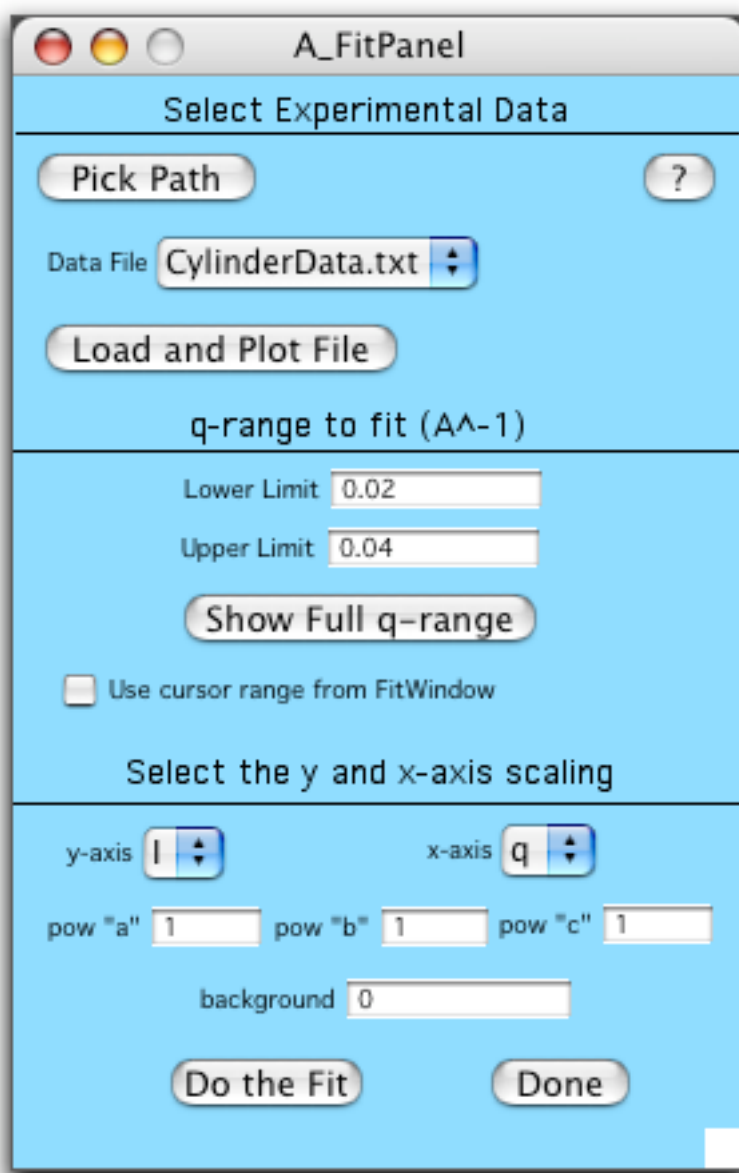 A_FitPanel
Select Experimental Data
Pick Path ?
Data File CylinderData.txt
Load and Plot File
q-range to fit (A^-1)
Lower Limit 0.02
Upper Limit 0.04
Show Full q-range
Use cursor range from FitWindow
Select the y and x-axis scaling
y-axis I x-axis q
pow "a" 1 pow "b" 1 pow "c" 1
background 0
Do the Fit Done